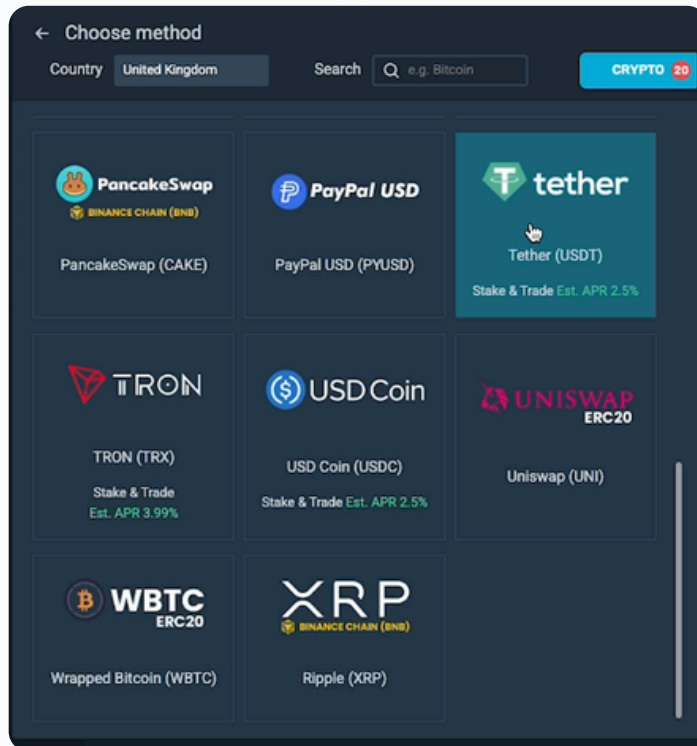 ← Choose method
Country United Kingdom Search e.g. Bitcoin CRYPTO 20
PancakeSwap
BINANCE CHAIN (BNB)
PancakeSwap (CAKE)
PayPal USD
PayPal USD (PYUSD)
tether
Tether (USDT)
Stake & Trade Est. APR 2.5%
TRON
TRON (TRX)
Stake & Trade
Est. APR 3.99%
USD Coin
USD Coin (USDC)
Stake & Trade Est. APR 2.5%
UNISWAP
ERC20
Uniswap (UNI)
WBTC
ERC20
Wrapped Bitcoin (WBTC)
XRP
BINANCE CHAIN (BNB)
Ripple (XRP)